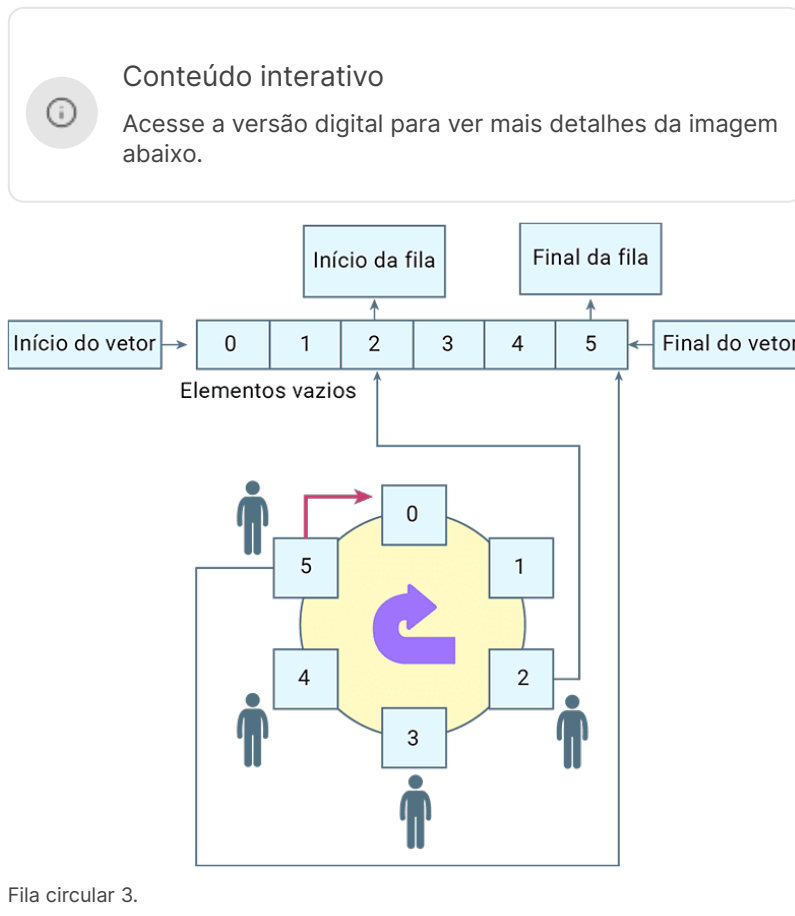 Conteúdo interativo
Acesse a versão digital para ver mais detalhes da imagem
abaixo.
Início da fila
Final da fila
Início do vetor
0 1 2 3 4 5
Final do vetor
Elementos vazios
0
5
1
4
2
3
Fila circular 3.